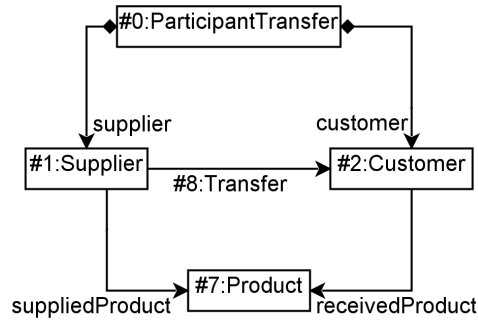 #0:ParticipantTransfer
supplier
customer
#1:Supplier
#2:Customer
#8:Transfer
#7:Product
suppliedProduct
receivedProduct